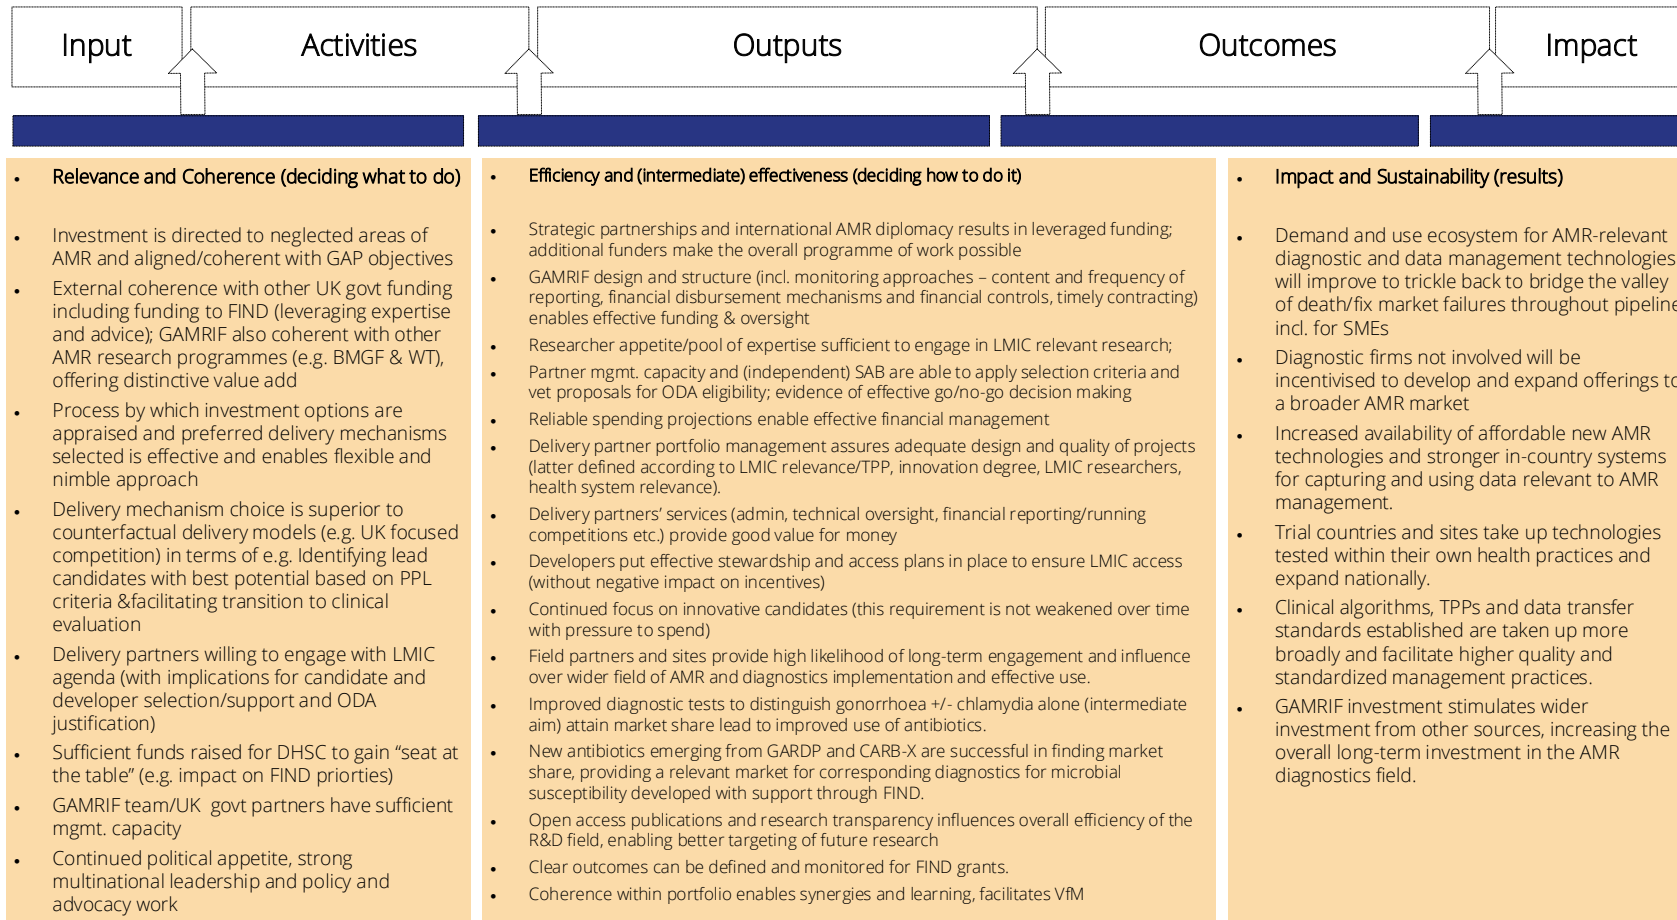 Input
Activities
Outputs
Outcomes
Impact
• Relevance and Coherence (deciding what to do)
• Investment is directed to neglected areas of
AMR and aligned/coherent with GAP objectives
• External coherence with other UK govt funding
including funding to FIND (leveraging expertise
and advice); GAMRIF also coherent with other
AMR research programmes (e.g. BMGF & WT),
offering distinctive value add
• Process by which investment options are
appraised and preferred delivery mechanisms
selected is effective and enables flexible and
nimble approach
• Delivery mechanism choice is superior to
counterfactual delivery models (e.g. UK focused
competition) in terms of e.g. Identifying lead
candidates with best potential based on PPL
criteria &facilitating transition to clinical
evaluation
• Delivery partners willing to engage with LMIC
agenda (with implications for candidate and
developer selection/support and ODA
justification)
• Sufficient funds raised for DHSC to gain “seat at
the table” (e.g. impact on FIND priorties)
• GAMRIF team/UK govt partners have sufficient
mgmt. capacity
• Continued political appetite, strong
multinational leadership and policy and
advocacy work
• Efficiency and (intermediate) effectiveness (deciding how to do it)
• Strategic partnerships and international AMR diplomacy results in leveraged funding;
additional funders make the overall programme of work possible
• GAMRIF design and structure (incl. monitoring approaches – content and frequency of
reporting, financial disbursement mechanisms and financial controls, timely contracting)
enables effective funding & oversight
• Researcher appetite/pool of expertise sufficient to engage in LMIC relevant research;
• Partner mgmt. capacity and (independent) SAB are able to apply selection criteria and
vet proposals for ODA eligibility; evidence of effective go/no-go decision making
• Reliable spending projections enable effective financial management
• Delivery partner portfolio management assures adequate design and quality of projects
(latter defined according to LMIC relevance/TPP, innovation degree, LMIC researchers,
health system relevance).
• Delivery partners’ services (admin, technical oversight, financial reporting/running
competitions etc.) provide good value for money
• Developers put effective stewardship and access plans in place to ensure LMIC access
(without negative impact on incentives)
• Continued focus on innovative candidates (this requirement is not weakened over time
with pressure to spend)
• Field partners and sites provide high likelihood of long-term engagement and influence
over wider field of AMR and diagnostics implementation and effective use.
• Improved diagnostic tests to distinguish gonorrhoea +/- chlamydia alone (intermediate
aim) attain market share lead to improved use of antibiotics.
• New antibiotics emerging from GARDP and CARB-X are successful in finding market
share, providing a relevant market for corresponding diagnostics for microbial
susceptibility developed with support through FIND.
• Open access publications and research transparency influences overall efficiency of the
R&D field, enabling better targeting of future research
• Clear outcomes can be defined and monitored for FIND grants.
• Coherence within portfolio enables synergies and learning, facilitates VfM
• Impact and Sustainability (results)
• Demand and use ecosystem for AMR-relevant
diagnostic and data management technologies
will improve to trickle back to bridge the valley
of death/fix market failures throughout pipeline
incl. for SMEs
• Diagnostic firms not involved will be
incentivised to develop and expand offerings to
a broader AMR market
• Increased availability of affordable new AMR
technologies and stronger in-country systems
for capturing and using data relevant to AMR
management.
• Trial countries and sites take up technologies
tested within their own health practices and
expand nationally.
• Clinical algorithms, TPPs and data transfer
standards established are taken up more
broadly and facilitate higher quality and
standardized management practices.
• GAMRIF investment stimulates wider
investment from other sources, increasing the
overall long-term investment in the AMR
diagnostics field.